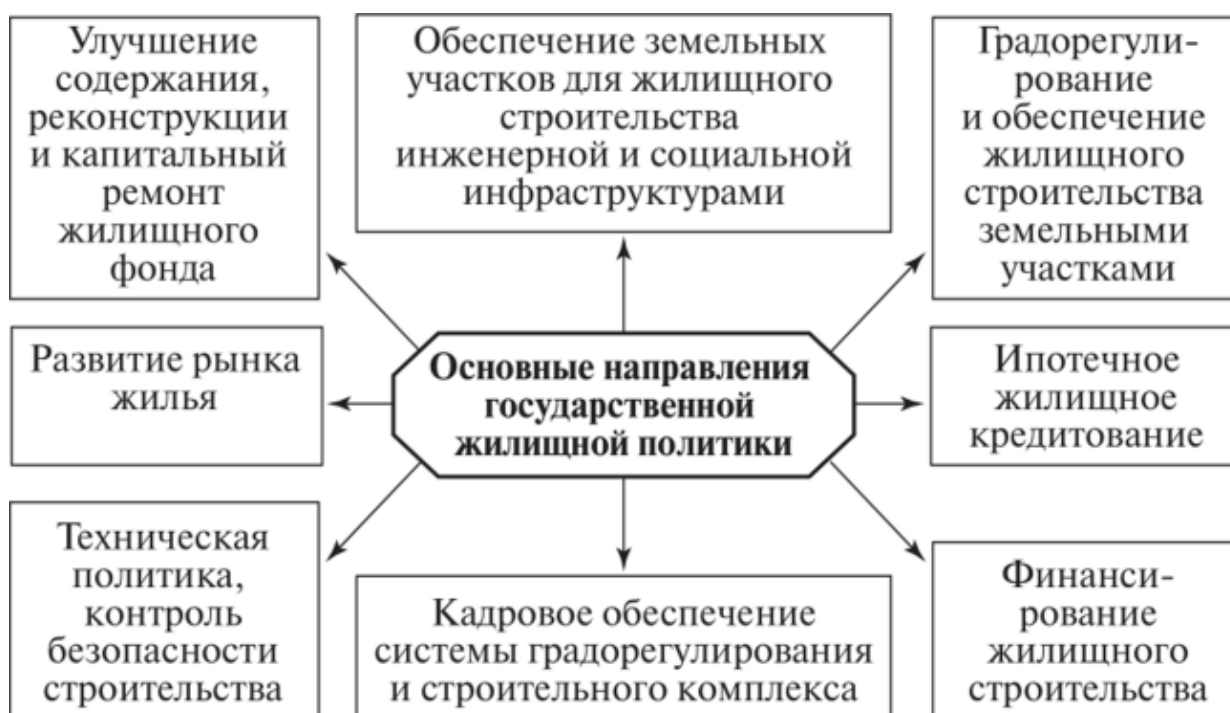 Улучшение
содержания,
реконструкции
и капитальный
ремонт
жилищного
фонда
Обеспечение земельных
участков для жилищного
строительства
инженерной и социальной
инфраструктурами
Градорегули-
рование
и обеспечение
жилищного
строительства
земельными
участками
Развитие рынка
жилья
Основные направления
государственной
жилищной политики
Ипотечное
жилищное
кредитование
Техническая
политика,
контроль
безопасности
строительства
Кадровое обеспечение
системы градорегулирования
и строительного комплекса
Финанси-
рование
жилищного
строительства